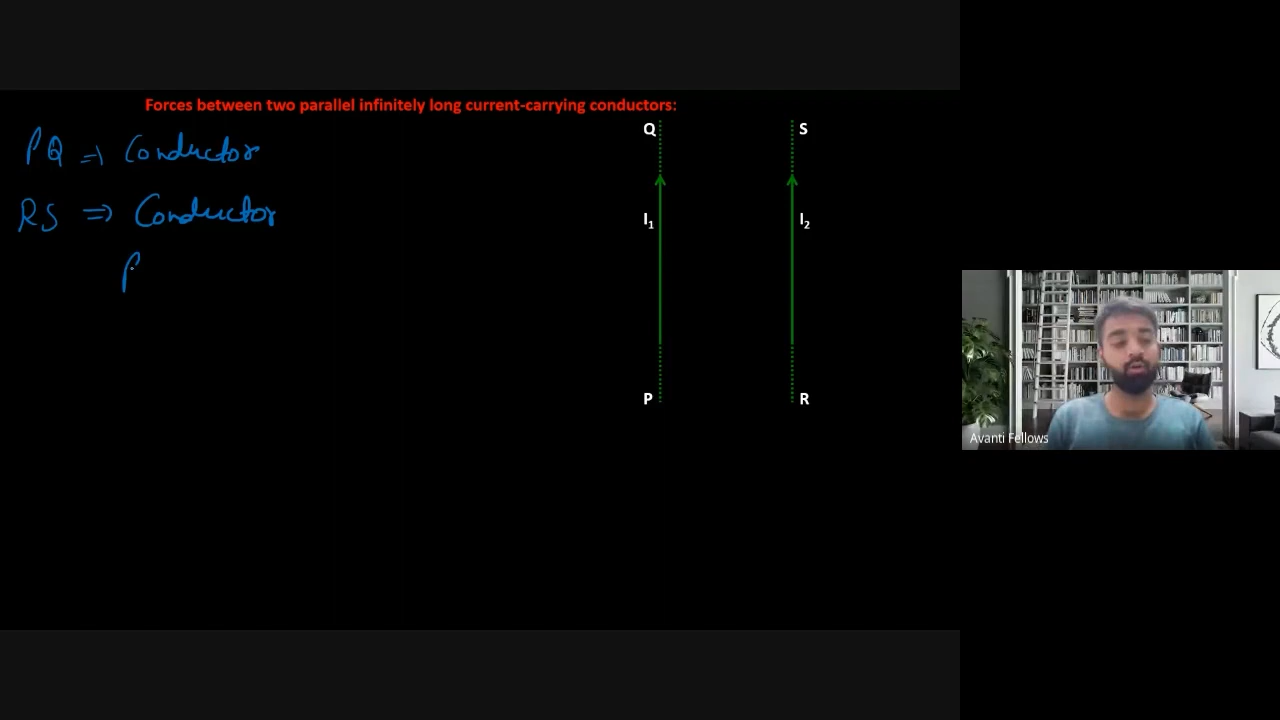 Forces between two parallel infinitely long current-carrying conductors:
PQ ⇒ Conductor
RS ⇒ Conductor
P
Q
S
I₁
I₂
P
R
Avanti Fellows